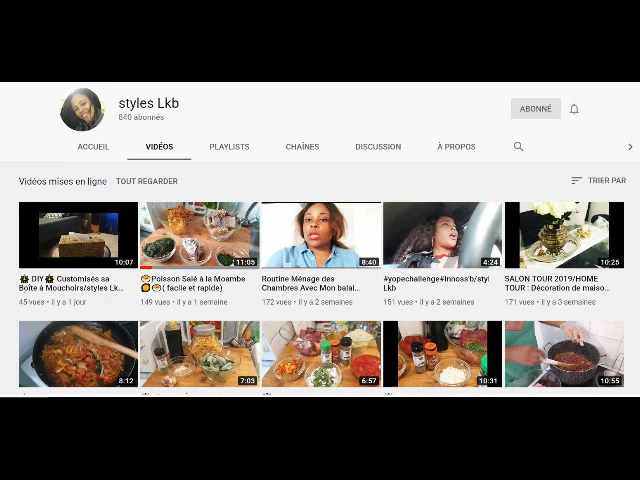 styles Lkb
840 abonnés
ABONNÉ
ACCUEIL VIDÉOS PLAYLISTS CHAÎNES DISCUSSION À PROPOS
Vidéos mises en ligne TOUT REGARDER
TRIER PAR
10:07
11:05
8:40
4:24
10:25
DIY Customisés sa
Boîte à Mouchoirs/styles Lk...
45 vues • il y a 1 jour
Poisson Salé à la Moambe
( facile et rapide)
149 vues • il y a 1 semaine
Routine Ménage des
Chambres Avec Mon balai...
172 vues • il y a 2 semaines
#yopechallenge#Innoss'b/styl
Lkb
151 vues • il y a 2 semaines
SALON TOUR 2019/HOME
TOUR : Décoration de maiso...
171 vues • il y a 3 semaines
8:12
7:03
6:57
10:31
10:55